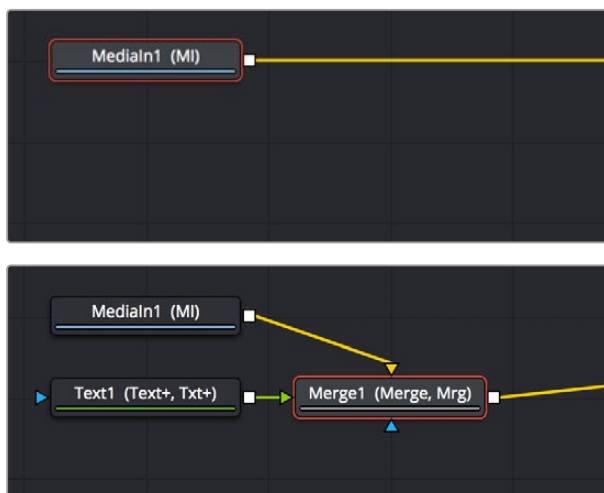 MediaIn1 (MI)
MediaIn1 (MI)
Text1 (Text+, Txt+)
Merge1 (Merge, Mrg)